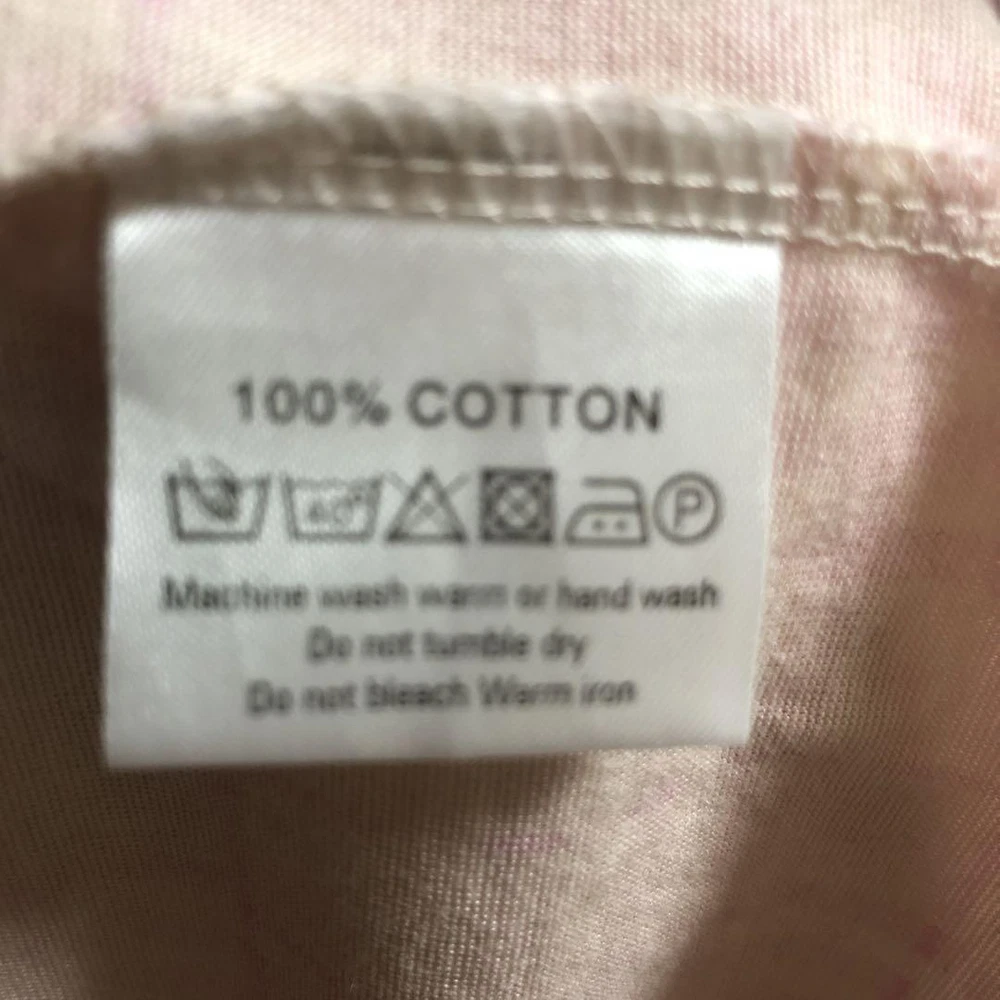 100% COTTON
40° P
Machine wash warm or hand wash
Do not tumble dry
Do not bleach Warm iron